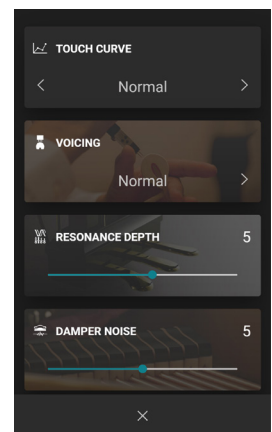 TOUCH CURVE
Normal
VOICING
Normal
RESONANCE DEPTH 5
DAMPER NOISE 5